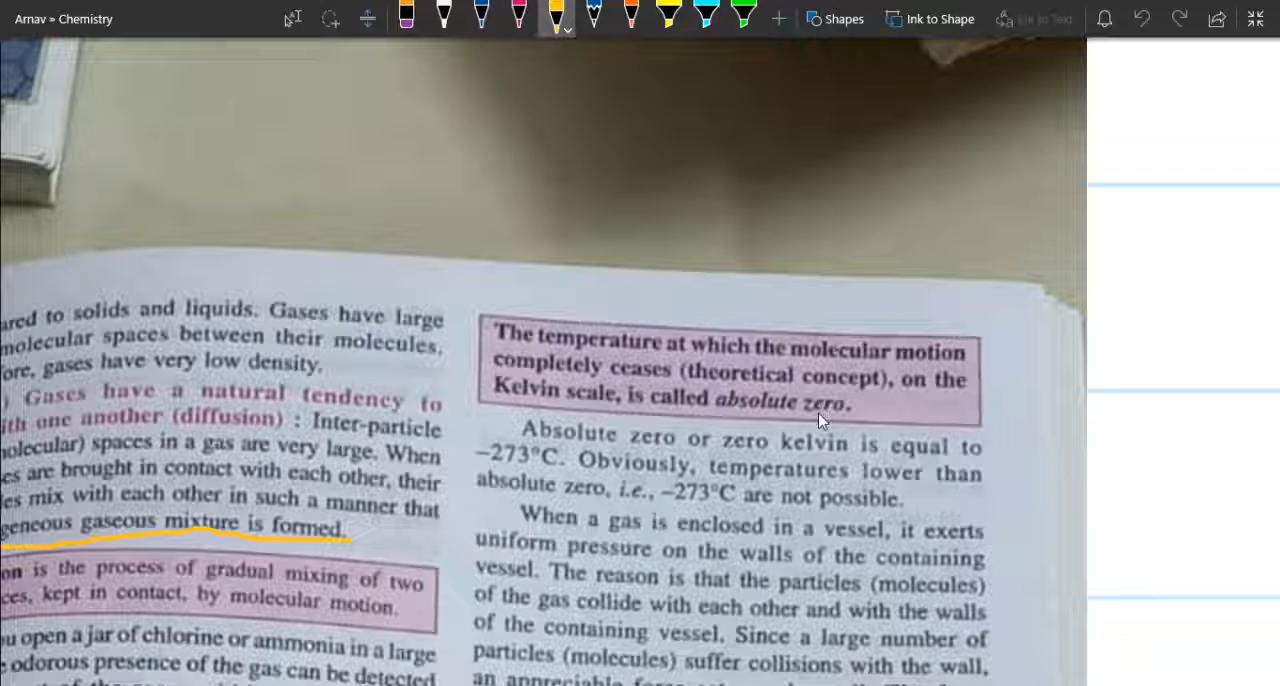 Arnav » Chemistry
Shapes
Ink to Shape
Ink to Text
to solids and liquids. Gases have large
molecular spaces between their molecules.
gases have very low density.
) Gases have a natural tendency to
one another (diffusion) : Inter-particle
spaces in a gas are very large. When
are brought in contact with each other, their
mix with each other in such a manner that
gaseous mixture is formed.
is the process of gradual mixing of two
kept in contact, by molecular motion.
open a jar of chlorine or ammonia in a large
odorous presence of the gas can be detected
The temperature at which the molecular motion
completely ceases (theoretical concept), on the
Kelvin scale, is called absolute zero.
Absolute zero or zero kelvin is equal to
–273°C. Obviously, temperatures lower than
absolute zero, i.e., –273°C are not possible.
When a gas is enclosed in a vessel, it exerts
uniform pressure on the walls of the containing
vessel. The reason is that the particles (molecules)
of the gas collide with each other and with the walls
of the containing vessel. Since a large number of
particles (molecules) suffer collisions with the wall,
an appreciable